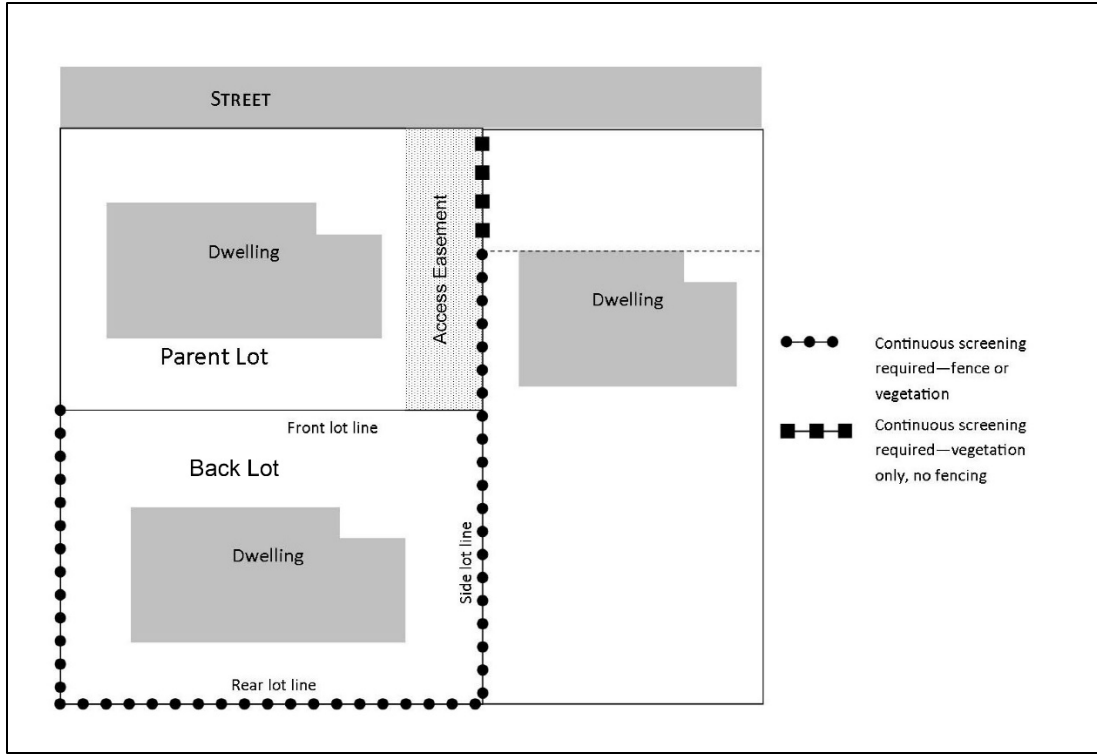 STREET
Access Easement
Dwelling
Dwelling
Parent Lot
Continuous screening
required—fence or
vegetation
Continuous screening
required—vegetation
only, no fencing
Front lot line
Back Lot
Side lot line
Dwelling
Rear lot line